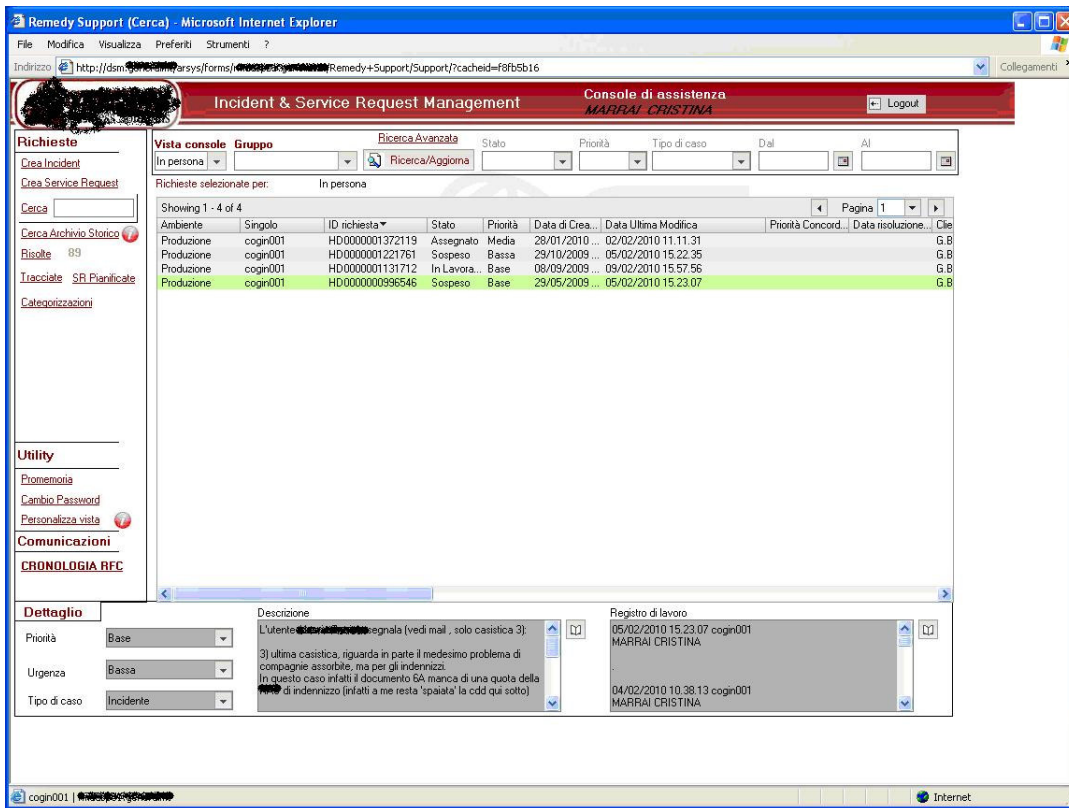 Remedy Support (Cerca) - Microsoft Internet Explorer
File Modifica Visualizza Preferiti Strumenti ?
Indirizzo http://dsm. /arsys/forms/ /Remedy+Support/Support/?cacheid=f8fb5b16 Collegamenti
Incident & Service Request Management
Console di assistenza
MARRAI CRISTINA
Logout
Richieste
Crea Incident
Crea Service Request
Cerca
Cerca Archivio Storico
Risolte 89
Tracciate SR Pianificate
Categorizzazioni
Utility
Promemoria
Cambio Password
Personalizza vista
Comunicazioni
CRONOLOGIA RFC
Vista console Gruppo Ricerca Avanzata Stato Priorità Tipo di caso Dal Al
In persona Ricerca/Aggiorna
Richieste selezionate per: In persona
Showing 1 - 4 of 4 Pagina 1
Ambiente Singolo ID richiesta Stato Priorità Data di Crea... Data Ultima Modifica Priorità Concord... Data risoluzione... Clie
Produzione cogin001 HD0000001372119 Assegnato Media 28/01/2010 ... 02/02/2010 11.11.31 G.B
Produzione cogin001 HD0000001221761 Sospeso Bassa 29/10/2009 ... 05/02/2010 15.22.35 G.B
Produzione cogin001 HD0000001131712 In Lavora... Base 08/09/2009 ... 09/02/2010 15.57.56 G.B
Produzione cogin001 HD0000000996546 Sospeso Base 29/05/2009 ... 05/02/2010 15.23.07 G.B
Dettaglio
Priorità Base
Urgenza Bassa
Tipo di caso Incidente
Descrizione
L'utente segnala (vedi mail , solo casistica 3):
3) ultima casistica, riguarda in parte il medesimo problema di
compagnie assorbite, ma per gli indennizzi.
In questo caso infatti il documento 6A manca di una quota della
di indennizzo (infatti a me resta 'spaiata' la cdd qui sotto)
Registro di lavoro
05/02/2010 15.23.07 cogin001
MARRAI CRISTINA
.
04/02/2010 10.38.13 cogin001
MARRAI CRISTINA
cogin001 | Internet